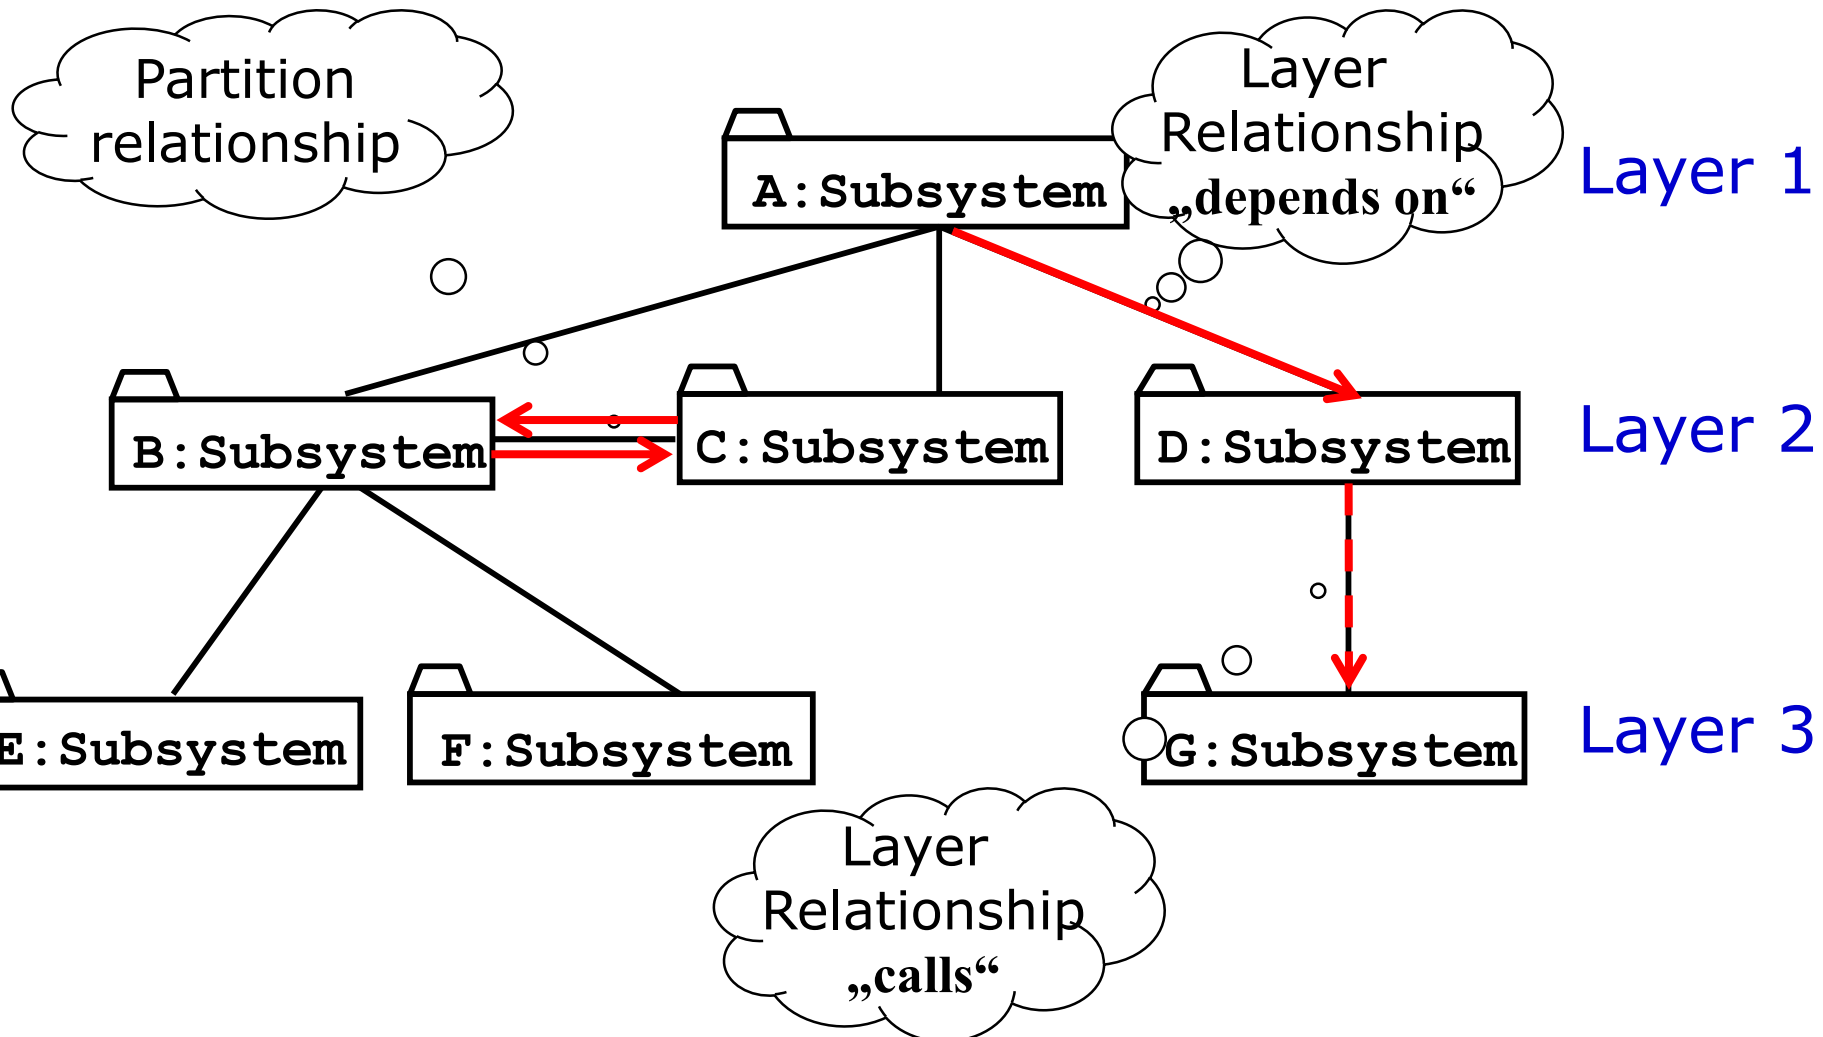 Partition
relationship
Layer
Relationship
„depends on“
A:Subsystem
Layer 1
B:Subsystem
C:Subsystem
D:Subsystem
Layer 2
E:Subsystem
F:Subsystem
G:Subsystem
Layer 3
Layer
Relationship
„calls“